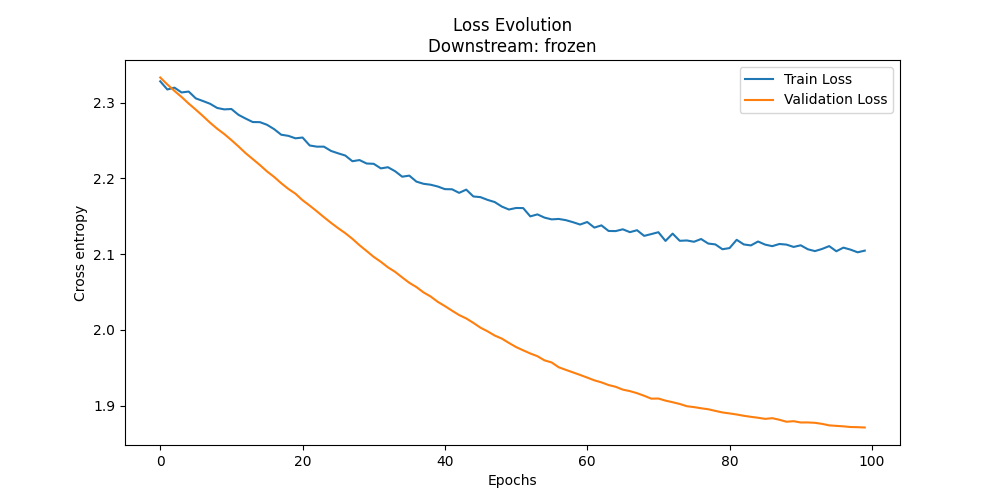 Loss Evolution
Downstream: frozen
Train Loss
Validation Loss
2.3
2.2
2.1
2.0
1.9
Cross entropy
0 20 40 60 80 100
Epochs